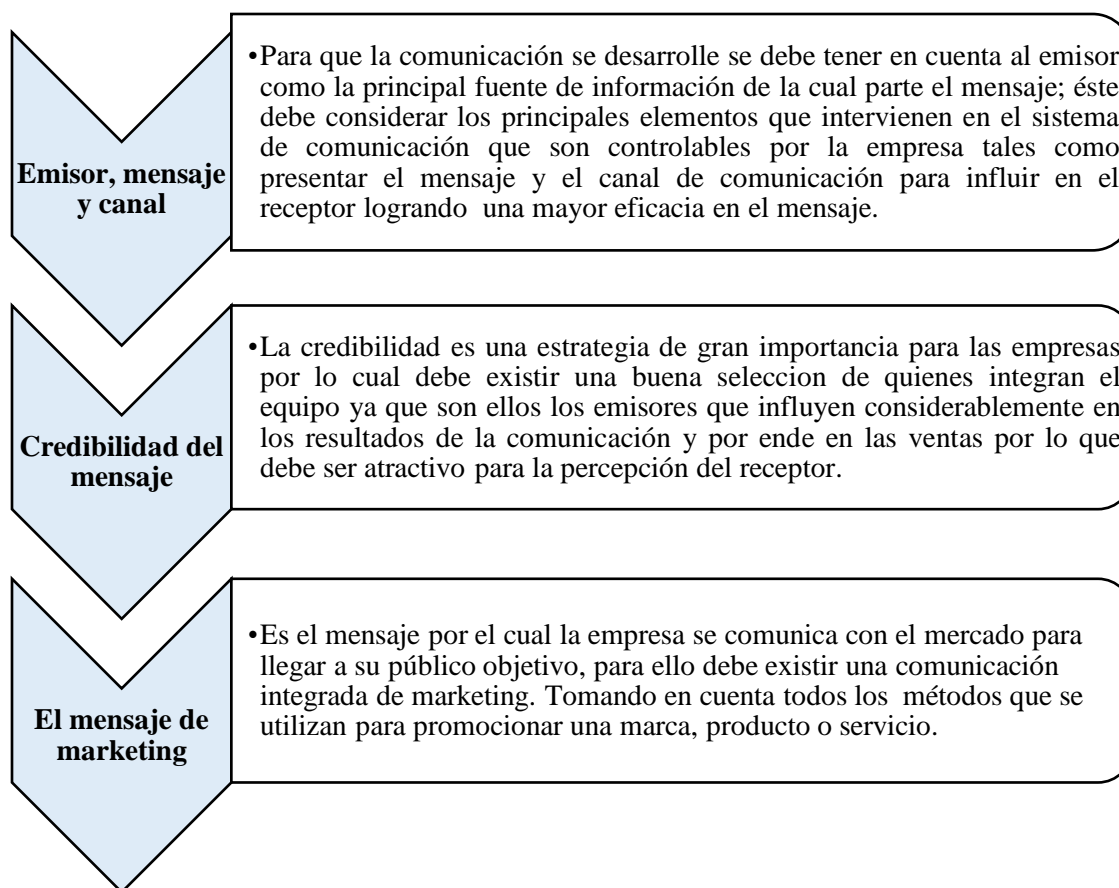 Emisor, mensaje
y canal
•Para que la comunicación se desarrolle se debe tener en cuenta al emisor
como la principal fuente de información de la cual parte el mensaje; éste
debe considerar los principales elementos que intervienen en el sistema
de comunicación que son controlables por la empresa tales como
presentar el mensaje y el canal de comunicación para influir en el
receptor logrando una mayor eficacia en el mensaje.
Credibilidad del
mensaje
•La credibilidad es una estrategia de gran importancia para las empresas
por lo cual debe existir una buena seleccion de quienes integran el
equipo ya que son ellos los emisores que influyen considerablemente en
los resultados de la comunicación y por ende en las ventas por lo que
debe ser atractivo para la percepción del receptor.
El mensaje de
marketing
•Es el mensaje por el cual la empresa se comunica con el mercado para
llegar a su público objetivo, para ello debe existir una comunicación
integrada de marketing. Tomando en cuenta todos los métodos que se
utilizan para promocionar una marca, producto o servicio.